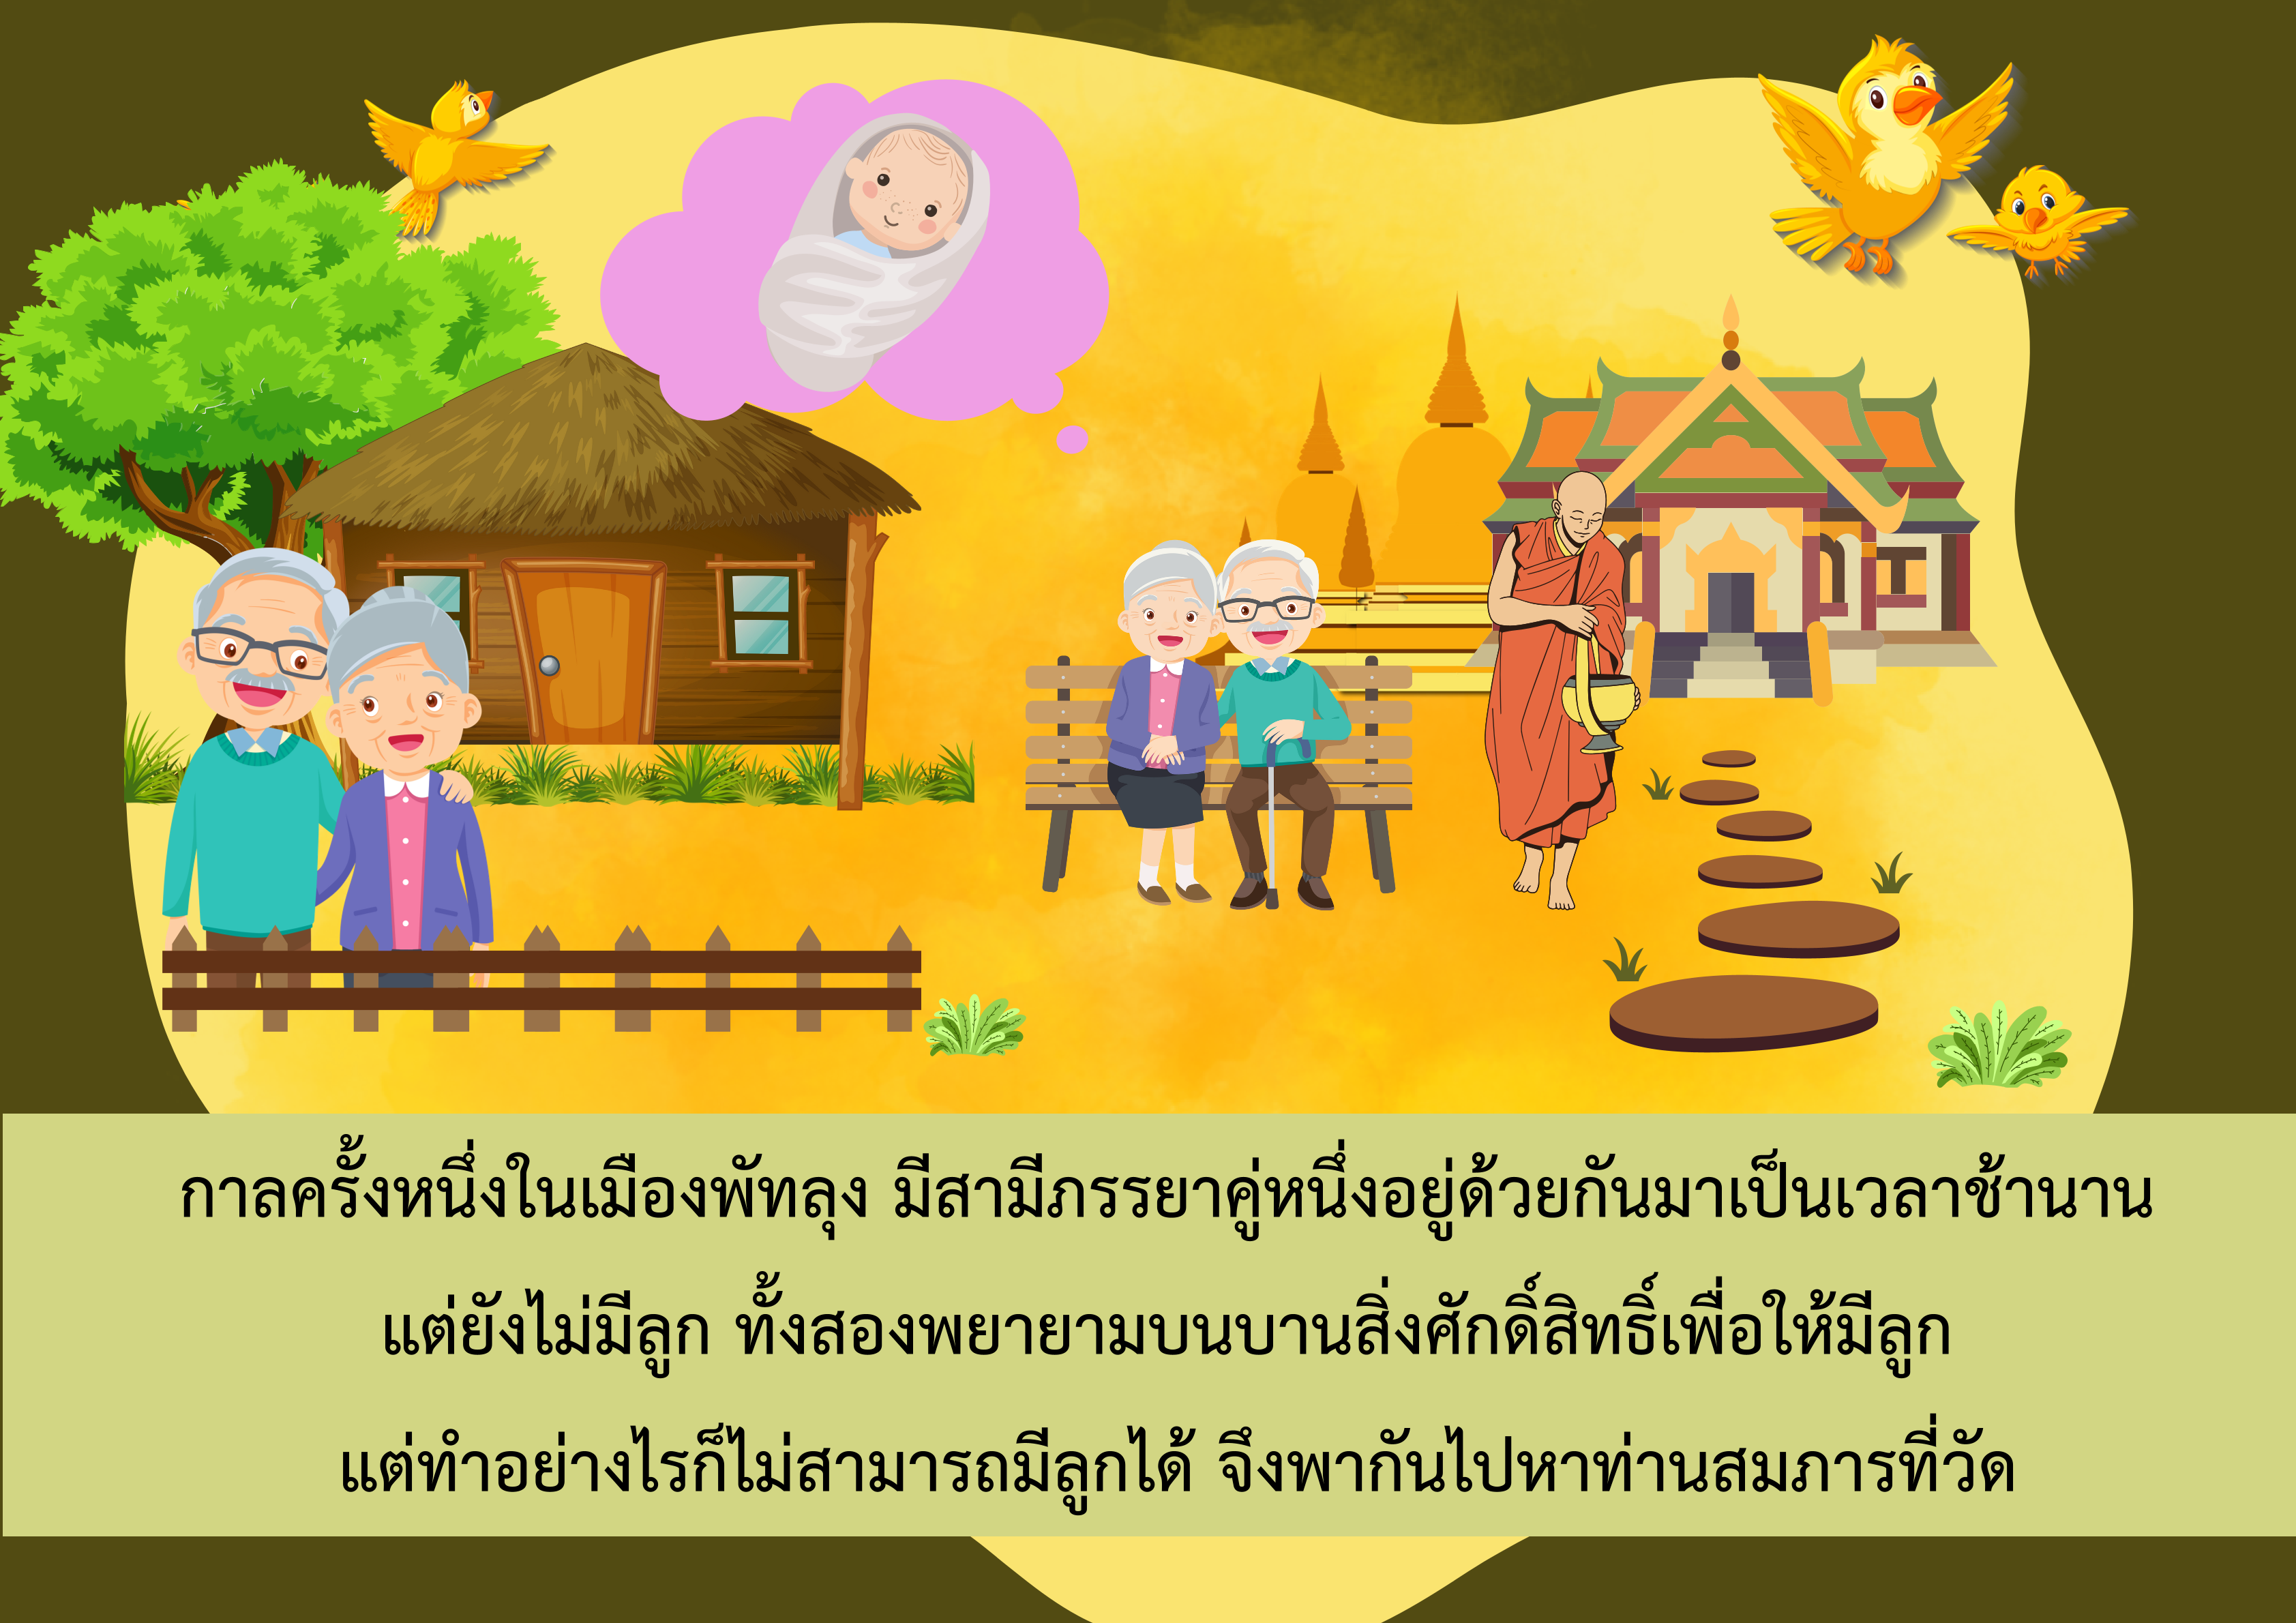 กาลครั้งหนึ่งในเมืองพัทลุง มีสามีภรรยาคู่หนึ่งอยู่ด้วยกันมาเป็นเวลาช้านาน
แต่ยังไม่มีลูก ทั้งสองพยายามบนบานสิ่งศักดิ์สิทธิ์เพื่อให้มีลูก
แต่ทำอย่างไรก็ไม่สามารถมีลูกได้ จึงพากันไปหาท่านสมภารที่วัด